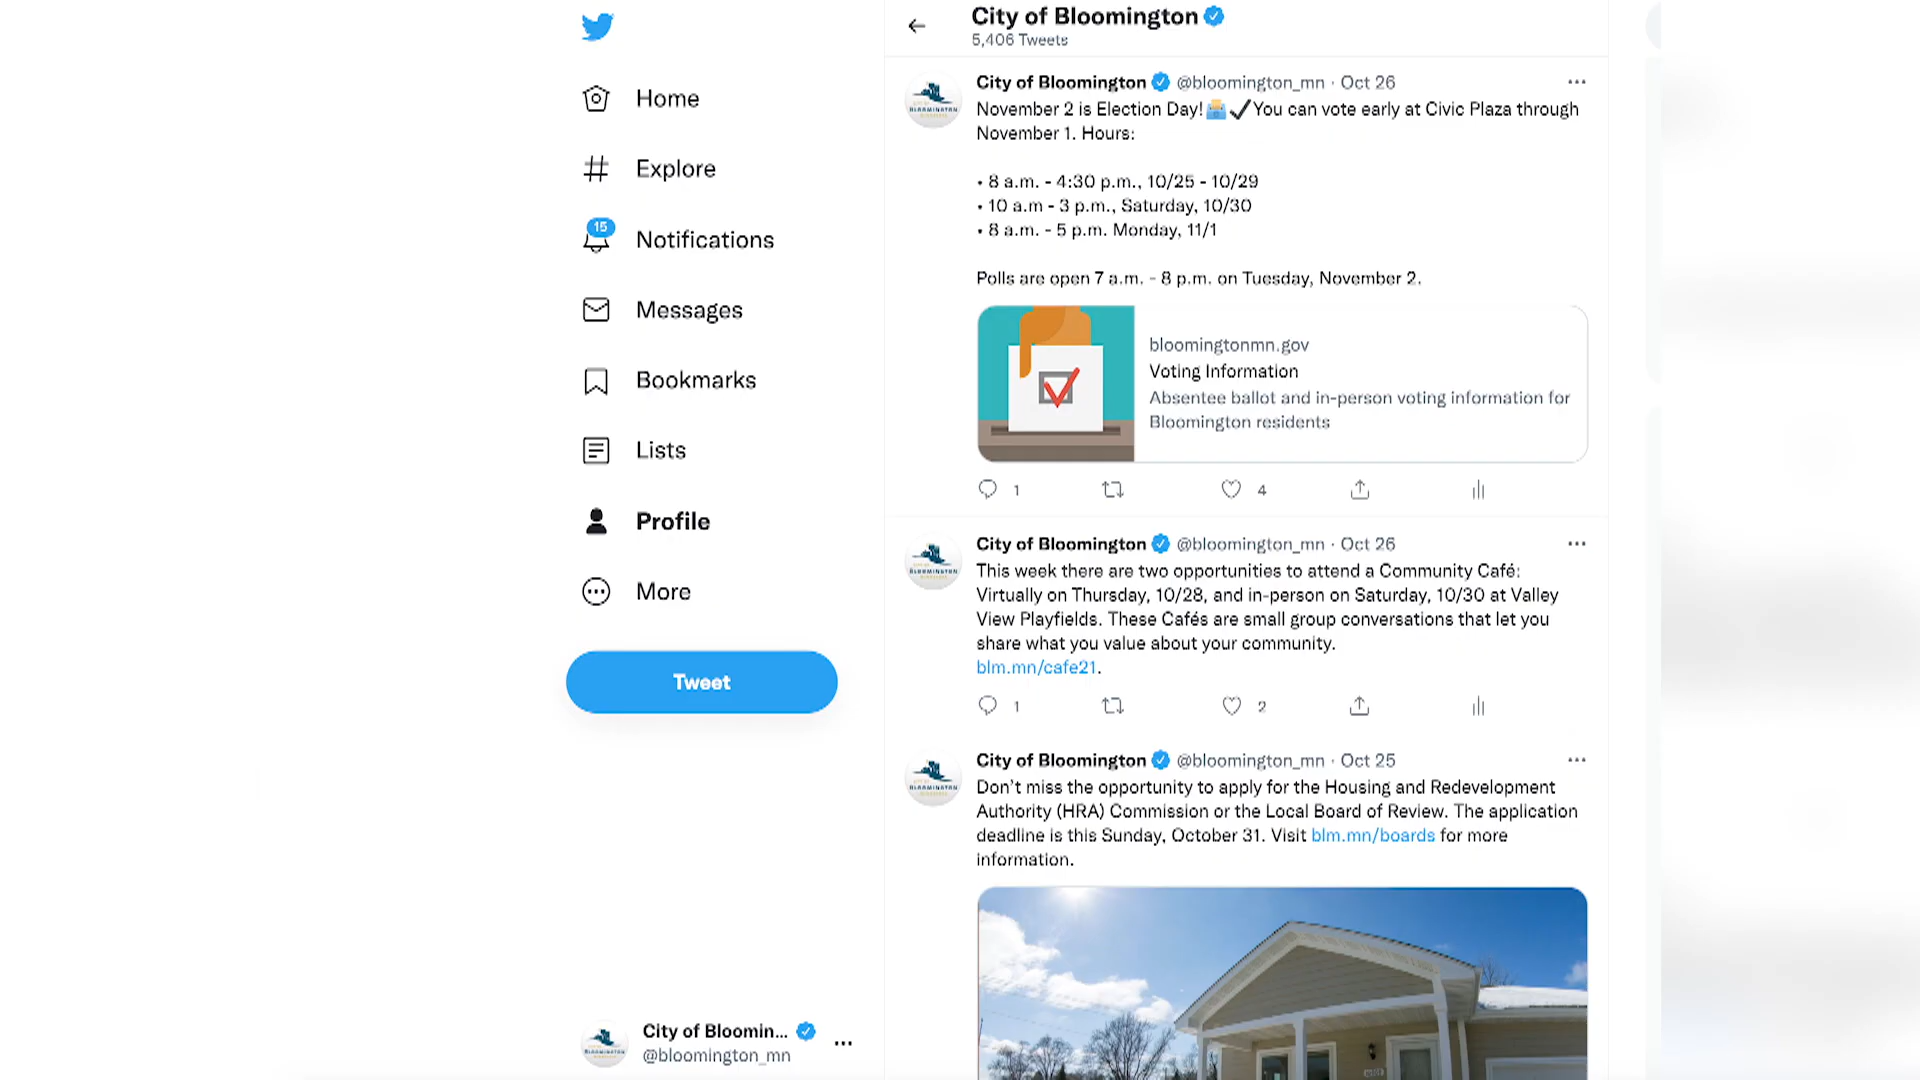 City of Bloomington
5,406 Tweets
Home
Explore
15
Notifications
Messages
Bookmarks
Lists
Profile
More
Tweet
City of Bloomin...
@bloomington_mn
City of Bloomington @bloomington_mn · Oct 26
November 2 is Election Day! You can vote early at Civic Plaza through
November 1. Hours:
• 8 a.m. - 4:30 p.m., 10/25 - 10/29
• 10 a.m - 3 p.m., Saturday, 10/30
• 8 a.m. - 5 p.m. Monday, 11/1
Polls are open 7 a.m. - 8 p.m. on Tuesday, November 2.
bloomingtonmn.gov
Voting Information
Absentee ballot and in-person voting information for
Bloomington residents
1 4
BLOOMINGTON
City of Bloomington @bloomington_mn · Oct 26
This week there are two opportunities to attend a Community Café:
Virtually on Thursday, 10/28, and in-person on Saturday, 10/30 at Valley
View Playfields. These Cafés are small group conversations that let you
share what you value about your community.
blm.mn/cafe21.
1 2
BLOOMINGTON
City of Bloomington @bloomington_mn · Oct 25
Don't miss the opportunity to apply for the Housing and Redevelopment
Authority (HRA) Commission or the Local Board of Review. The application
deadline is this Sunday, October 31. Visit blm.mn/boards for more
information.
BLOOMINGTON